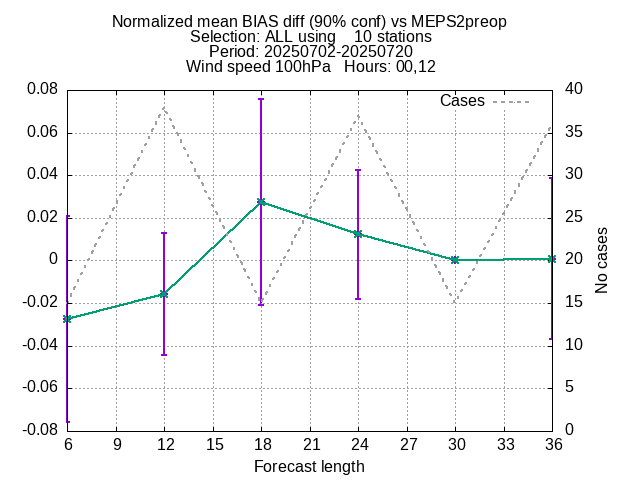 Normalized mean BIAS diff (90% conf) vs MEPS2preop
Selection: ALL using    10 stations
Period: 20250702-20250720
Wind speed 100hPa   Hours: 00,12
Cases
0.08
0.06
0.04
0.02
0
-0.02
-0.04
-0.06
-0.08
40
35
30
25
20
15
10
5
0
No cases
6 9 12 15 18 21 24 27 30 33 36
Forecast length